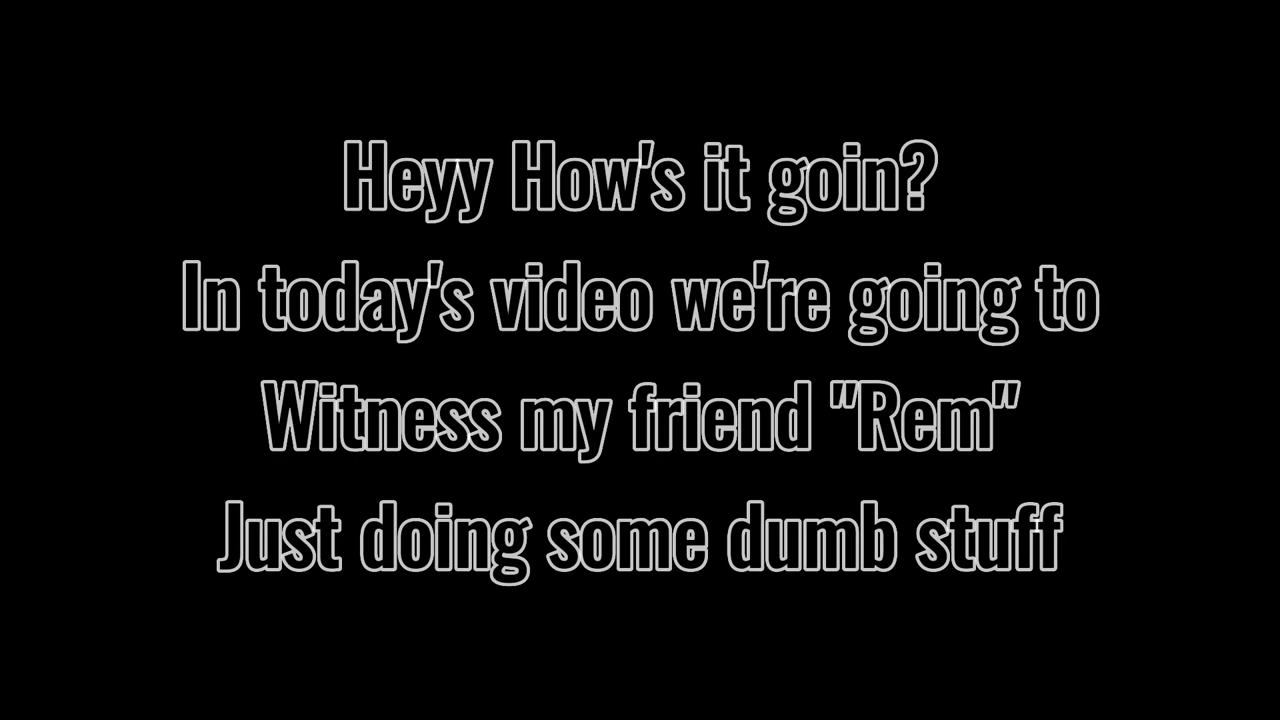 Heyy How's it goin?
In today's video we're going to
Witness my friend "Rem"
Just doing some dumb stuff